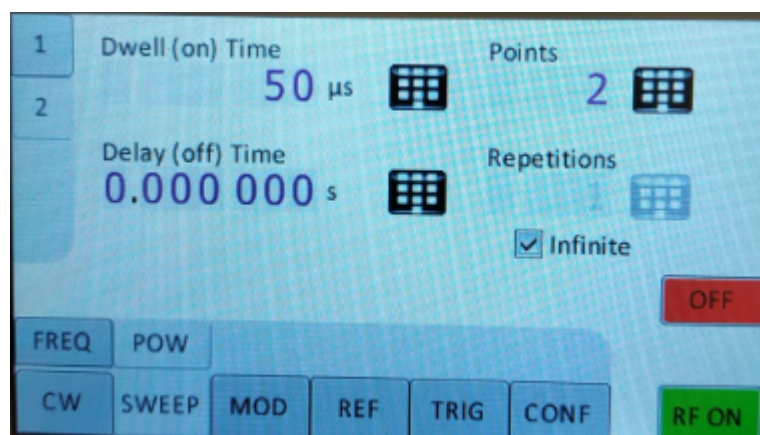 1
2
Dwell (on) Time
50 µs
Points
2
Delay (off) Time
0.000 000 s
Repetitions
1
Infinite
OFF
FREQ POW
CW SWEEP MOD REF TRIG CONF
RF ON